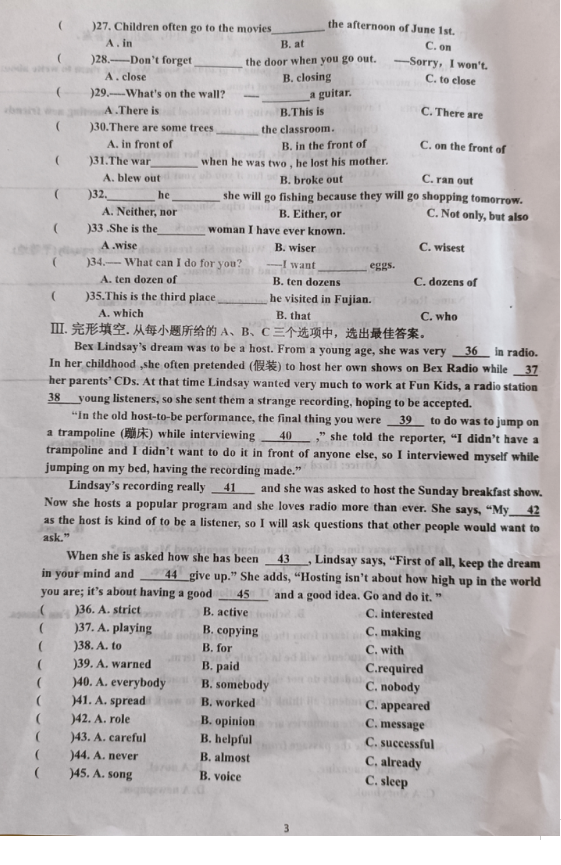 ( )27. Children often go to the movies_________ the afternoon of June 1st.
A . in B. at C. on
( )28.——Don't forget ________ the door when you go out. —Sorry, I won't.
A . close B. closing C. to close
( )29.——What's on the wall? —— ________a guitar.
A .There is B.This is C. There are
( )30.There are some trees _______ the classroom.
A. in front of B. in the front of C. on the front of
( )31.The war________ when he was two , he lost his mother.
A. blew out B. broke out C. ran out
( )32.________ he ________ she will go fishing because they will go shopping tomorrow.
A. Neither, nor B. Either, or C. Not only, but also
( )33 .She is the________ woman I have ever known.
A .wise B. wiser C. wisest
( )34.—— What can I do for you? ——I want ________ eggs.
A. ten dozen of B. ten dozens C. dozens of
( )35.This is the third place ________ he visited in Fujian.
A. which B. that C. who
Ⅲ. 完形填空. 从每小题所给的 A、B、C 三个选项中，选出最佳答案。
Bex Lindsay's dream was to be a host. From a young age, she was very __36__ in radio.
In her childhood ,she often pretended (假装) to host her own shows on Bex Radio while __37
her parents' CDs. At that time Lindsay wanted very much to work at Fun Kids, a radio station
38___young listeners, so she sent them a strange recording, hoping to be accepted.
"In the old host-to-be performance, the final thing you were __39__ to do was to jump on
a trampoline (蹦床) while interviewing ___40___ ," she told the reporter, "I didn't have a
trampoline and I didn't want to do it in front of anyone else, so I interviewed myself while
jumping on my bed, having the recording made."
Lindsay's recording really __41__ and she was asked to host the Sunday breakfast show.
Now she hosts a popular program and she loves radio more than ever. She says, "My__42
as the host is kind of to be a listener, so I will ask questions that other people would want to
ask."
When she is asked how she has been __43__, Lindsay says, "First of all, keep the dream
in your mind and ____44__give up." She adds, "Hosting isn't about how high up in the world
you are; it's about having a good __45___ and a good idea. Go and do it. "
( )36. A. strict B. active C. interested
( )37. A. playing B. copying C. making
( )38. A. to B. for C. with
( )39. A. warned B. paid C.required
( )40. A. everybody B. somebody C. nobody
( )41. A. spread B. worked C. appeared
( )42. A. role B. opinion C. message
( )43. A. careful B. helpful C. successful
( )44. A. never B. almost C. already
( )45. A. song B. voice C. sleep
3